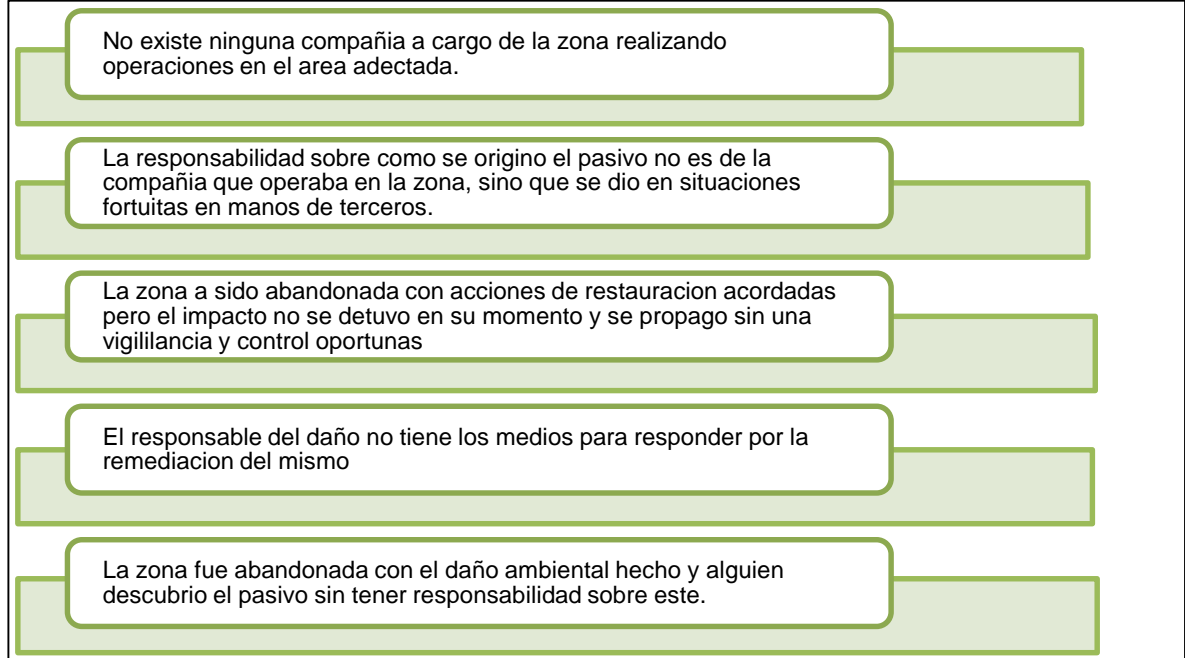 No existe ninguna compañia a cargo de la zona realizando
operaciones en el area adectada.
La responsabilidad sobre como se origino el pasivo no es de la
compañia que operaba en la zona, sino que se dio en situaciones
fortuitas en manos de terceros.
La zona a sido abandonada con acciones de restauracion acordadas
pero el impacto no se detuvo en su momento y se propago sin una
vigililancia y control oportunas
El responsable del daño no tiene los medios para responder por la
remediacion del mismo
La zona fue abandonada con el daño ambiental hecho y alguien
descubrio el pasivo sin tener responsabilidad sobre este.